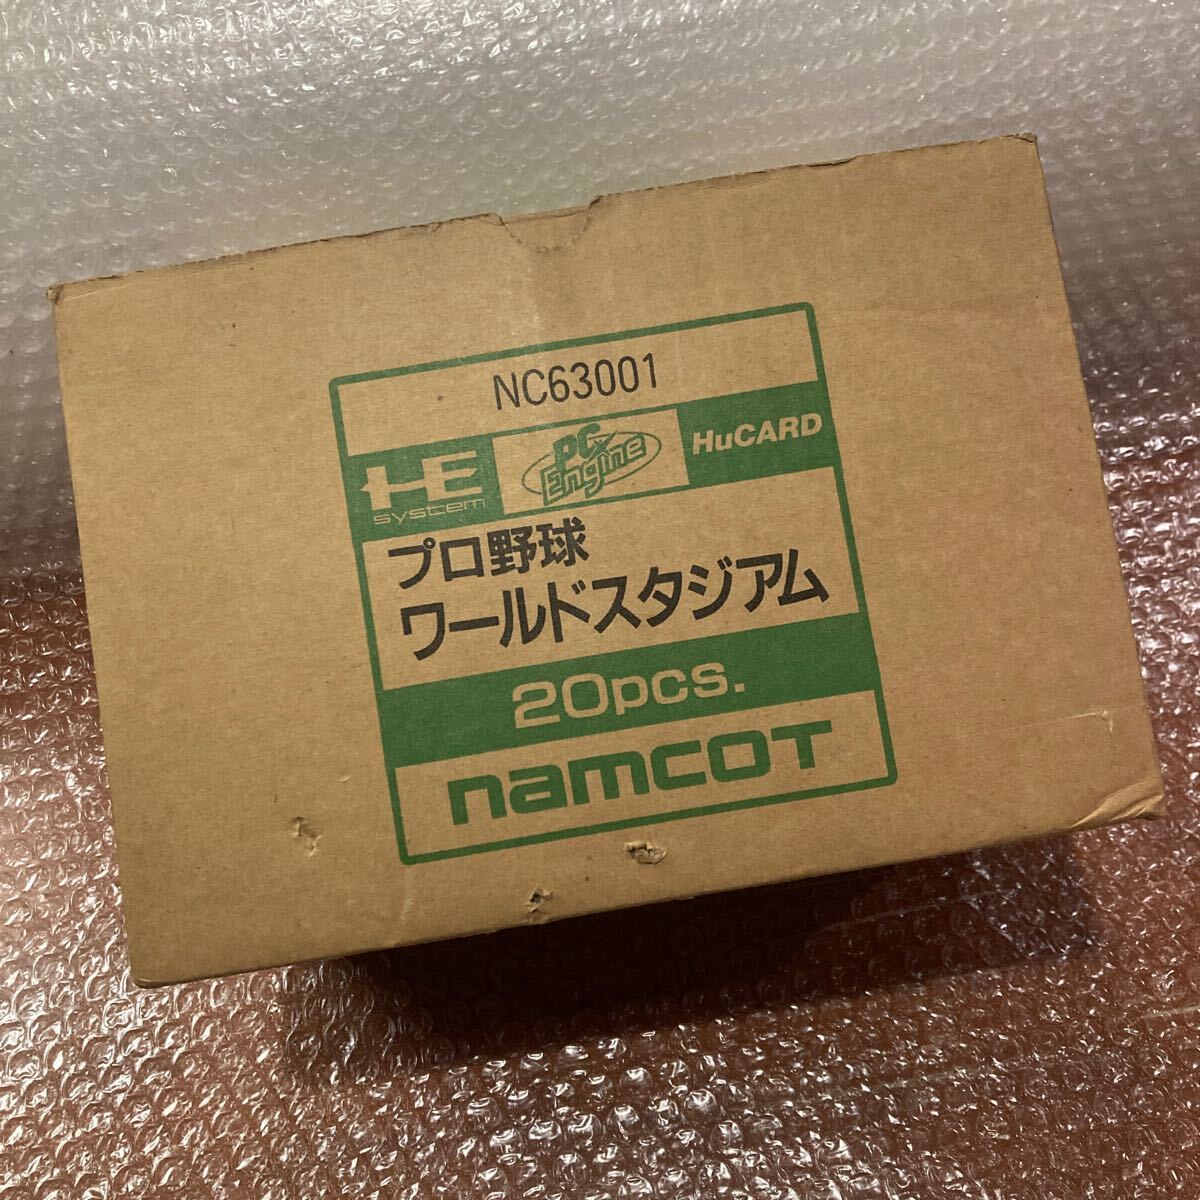 NC63001
HE
system
PC
Engine
HuCARD
プロ野球
ワールドスタジアム
20pcs.
namcoT